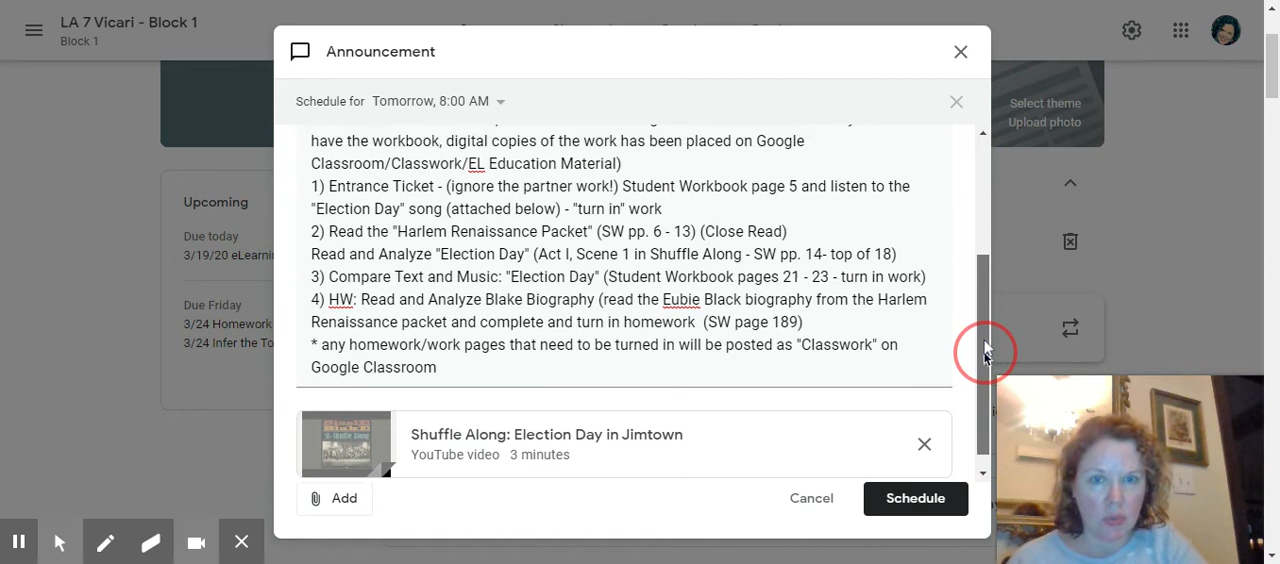 LA 7 Vicari - Block 1
Block 1
Announcement
Schedule for Tomorrow, 8:00 AM
Select theme
Upload photo
have the workbook, digital copies of the work has been placed on Google
Classroom/Classwork/EL Education Material)
1) Entrance Ticket - (ignore the partner work!) Student Workbook page 5 and listen to the
"Election Day" song (attached below) - "turn in" work
2) Read the "Harlem Renaissance Packet" (SW pp. 6 - 13) (Close Read)
Read and Analyze "Election Day" (Act I, Scene 1 in Shuffle Along - SW pp. 14- top of 18)
3) Compare Text and Music: "Election Day" (Student Workbook pages 21 - 23 - turn in work)
4) HW: Read and Analyze Blake Biography (read the Eubie Black biography from the Harlem
Renaissance packet and complete and turn in homework (SW page 189)
* any homework/work pages that need to be turned in will be posted as "Classwork" on
Google Classroom
Upcoming
Due today
3/19/20 eLearni
Due Friday
3/24 Homework
3/24 Infer the To
Shuffle Along: Election Day in Jimtown
YouTube video 3 minutes
Add
Cancel
Schedule